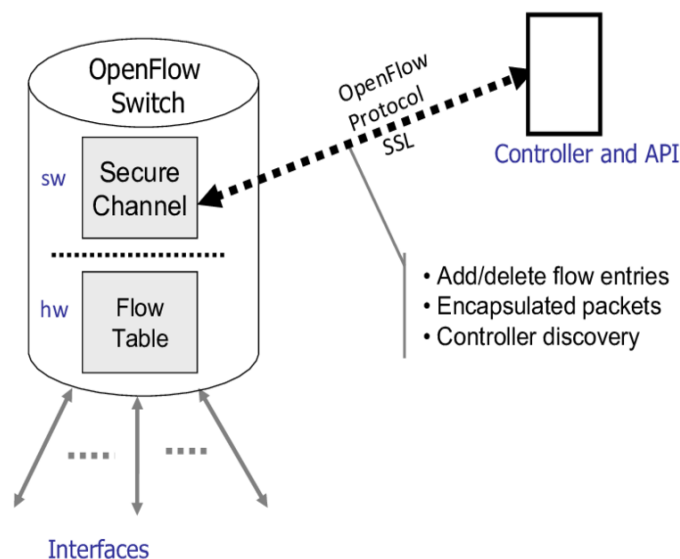 OpenFlow
Switch
sw
Secure
Channel
hw
Flow
Table
Interfaces
OpenFlow
Protocol
SSL
Controller and API
• Add/delete flow entries
• Encapsulated packets
• Controller discovery